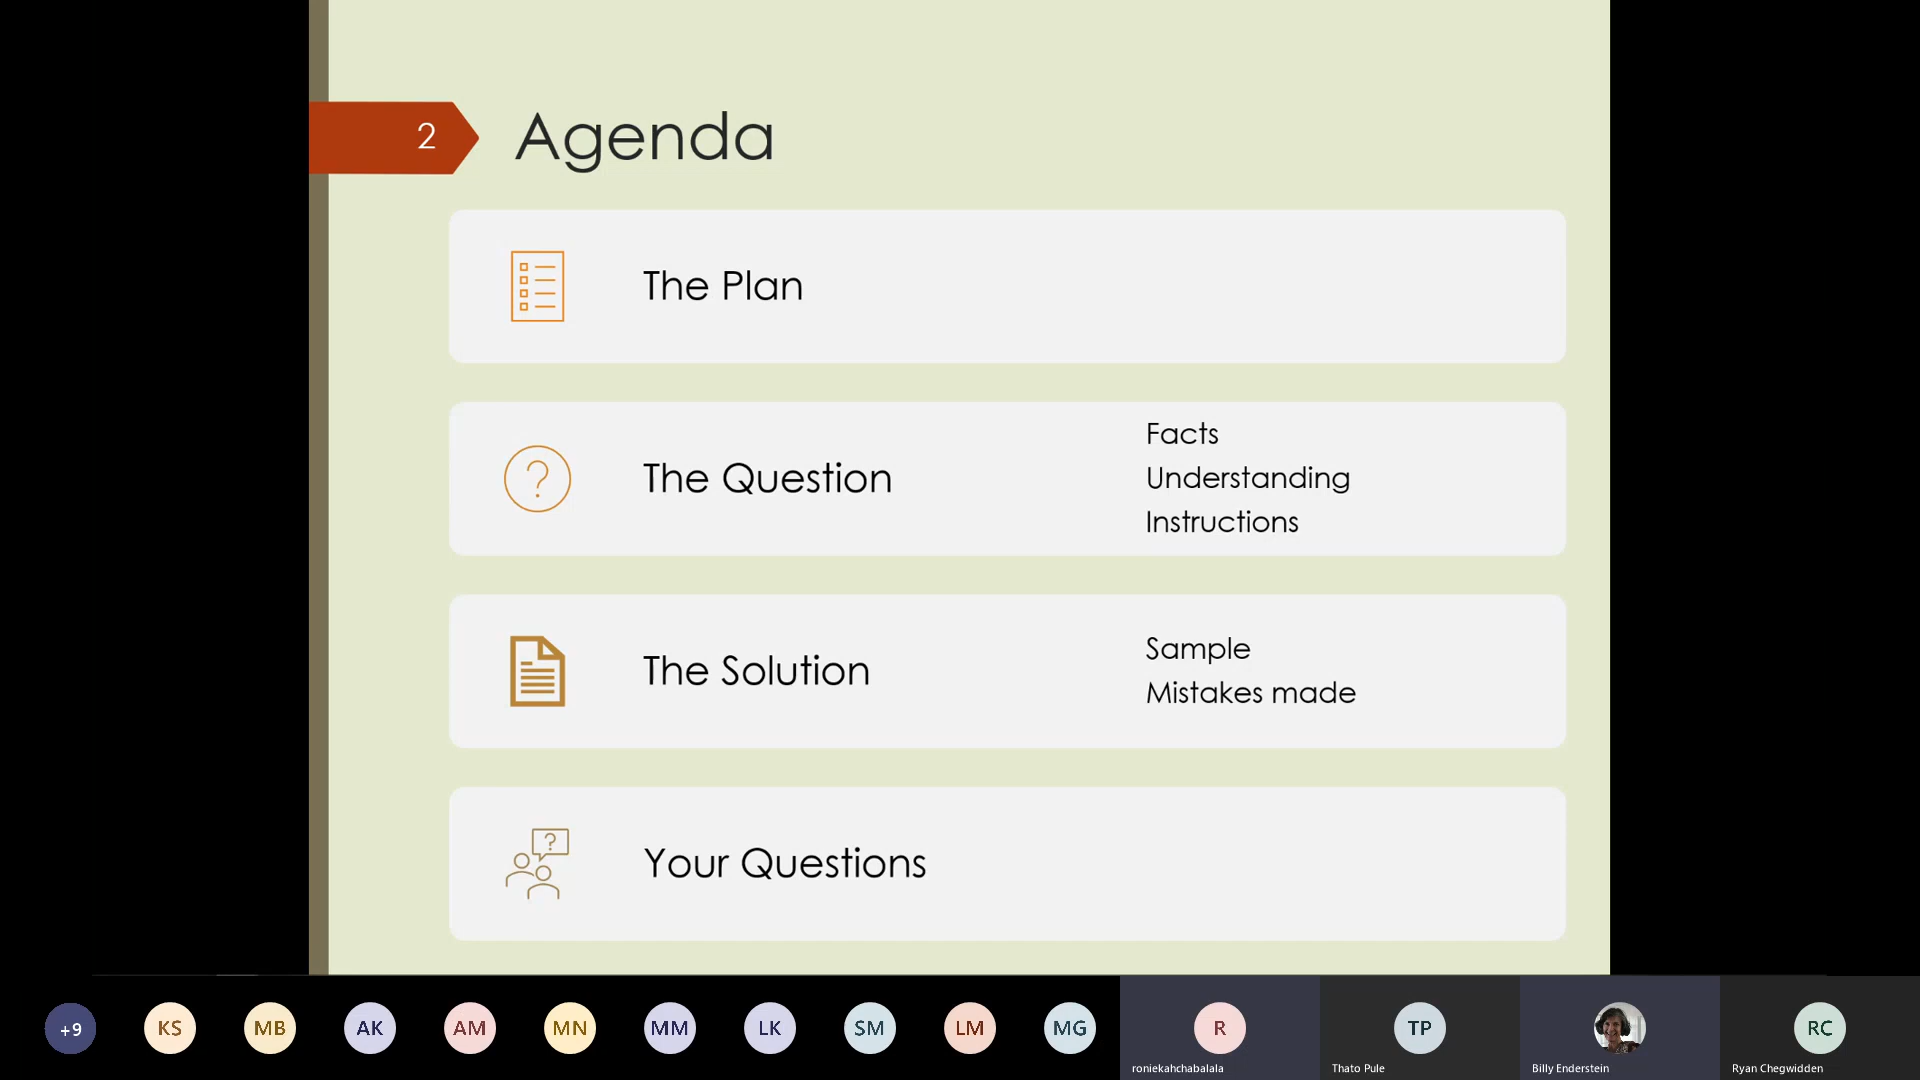 2
Agenda
The Plan
The Question
Facts
Understanding
Instructions
The Solution
Sample
Mistakes made
?
Your Questions
+9
KS
MB
AK
AM
MN
MM
LK
SM
LM
MG
R
roniekahchabalala
TP
Thato Pule
Billy Enderstein
RC
Ryan Chegwidden